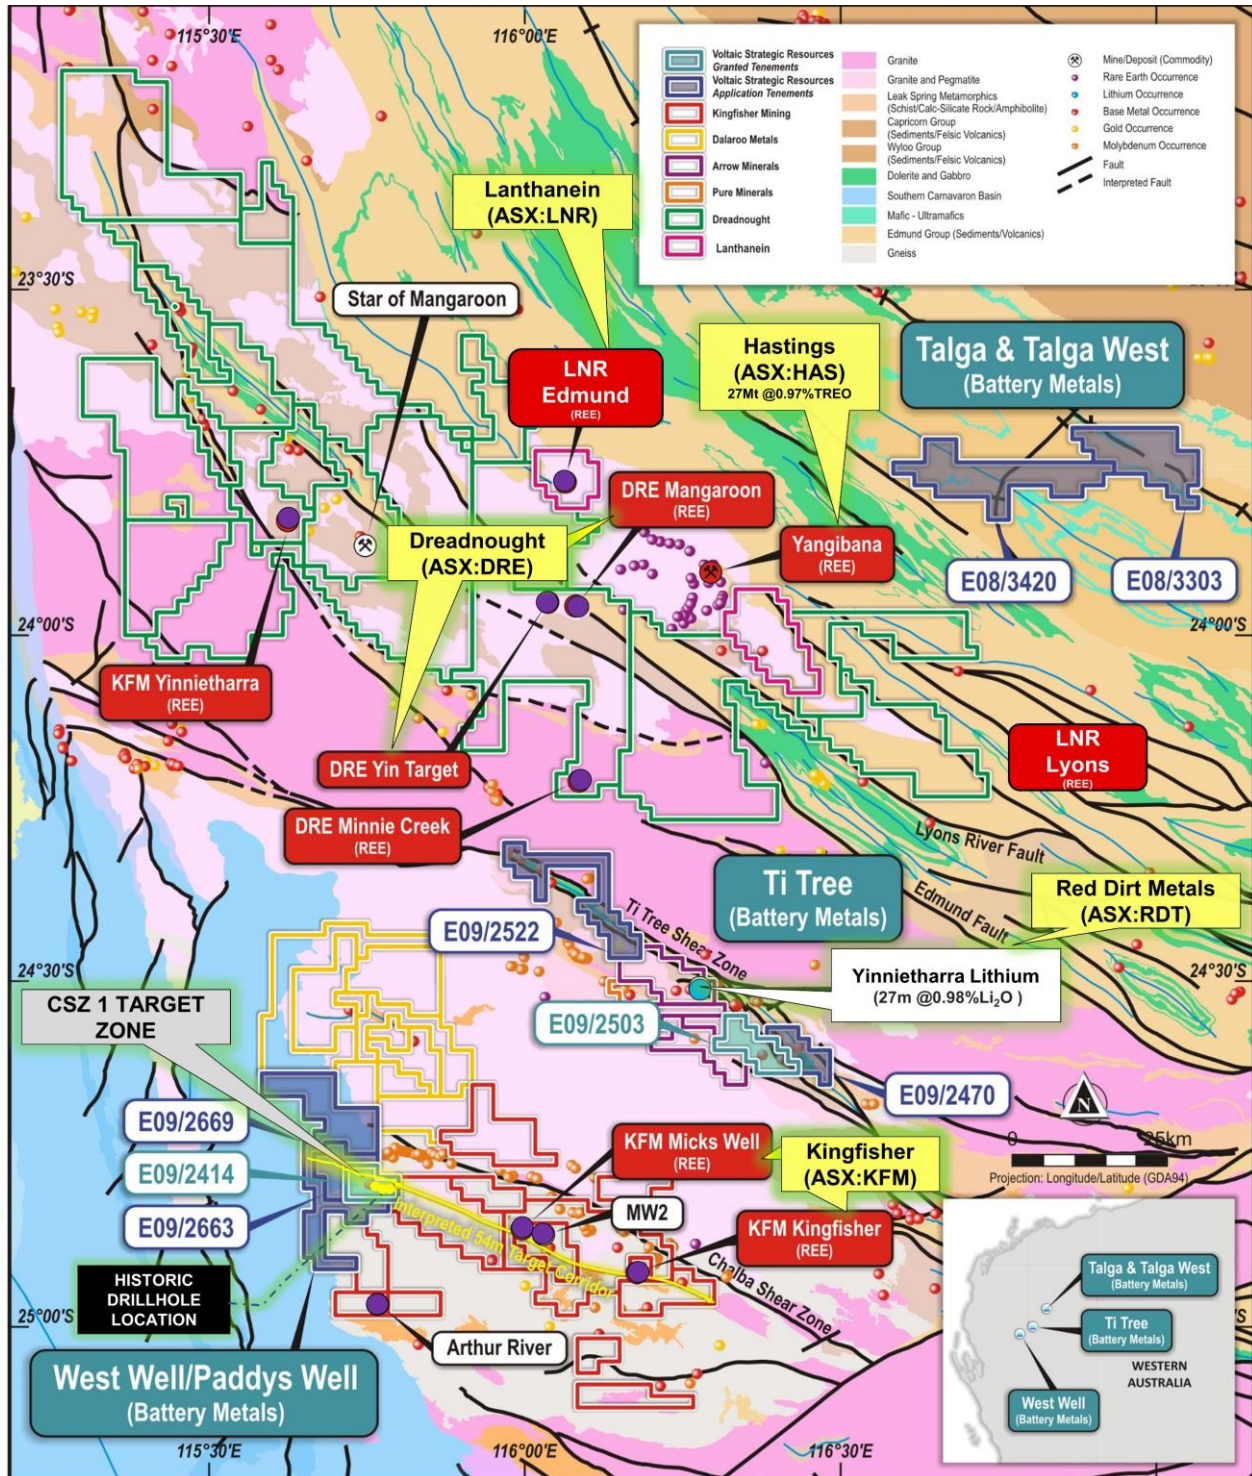 115°30'E
116°00'E
Voltaic Strategic Resources
Granted Tenements
Voltaic Strategic Resources
Application Tenements
Kingfisher Mining
Dalaroo Metals
Arrow Minerals
Pure Minerals
Dreadnought
Lanthanein
Granite
Granite and Pegmatite
Leak Spring Metamorphics
(Schist/Calc-Silicate Rock/Amphibolite)
Capricorn Group
(Sediments/Felsic Volcanics)
Wyloo Group
(Sediments/Felsic Volcanics)
Dolerite and Gabbro
Southern Carnavaron Basin
Mafic - Ultramafics
Edmund Group (Sediments/Volcanics)
Gneiss
Mine/Deposit (Commodity)
Rare Earth Occurrence
Lithium Occurrence
Base Metal Occurrence
Gold Occurrence
Molybdenum Occurrence
Fault
Interpreted Fault
Lanthanein
(ASX:LNR)
23°30'S
Star of Mangaroon
LNR
Edmund
(REE)
Hastings
(ASX:HAS)
27Mt @0.97%TREO
Talga & Talga West
(Battery Metals)
DRE Mangaroon
(REE)
Dreadnought
(ASX:DRE)
Yangibana
(REE)
E08/3420
E08/3303
24°00'S
24°00'S
KFM Yinnietharra
(REE)
DRE Yin Target
LNR
Lyons
(REE)
DRE Minnie Creek
(REE)
Lyons River Fault
Ti Tree
(Battery Metals)
Edmund Fault
Red Dirt Metals
(ASX:RDT)
E09/2522
Ti Tree Shear Zone
24°30'S
24°30'S
Yinnietharra Lithium
(27m @0.98%Li₂O )
CSZ 1 TARGET
ZONE
E09/2503
E09/2470
N
0 25km
Projection: Longitude/Latitude (GDA94)
E09/2669
E09/2414
E09/2663
KFM Micks Well
(REE)
Kingfisher
(ASX:KFM)
MW2
KFM Kingfisher
(REE)
Interpreted 54m Target Corridor
Chalba Shear Zone
HISTORIC
DRILLHOLE
LOCATION
25°00'S
Arthur River
West Well/Paddys Well
(Battery Metals)
Talga & Talga West
(Battery Metals)
Ti Tree
(Battery Metals)
WESTERN
AUSTRALIA
West Well
(Battery Metals)
115°30'E
116°00'E
116°30'E